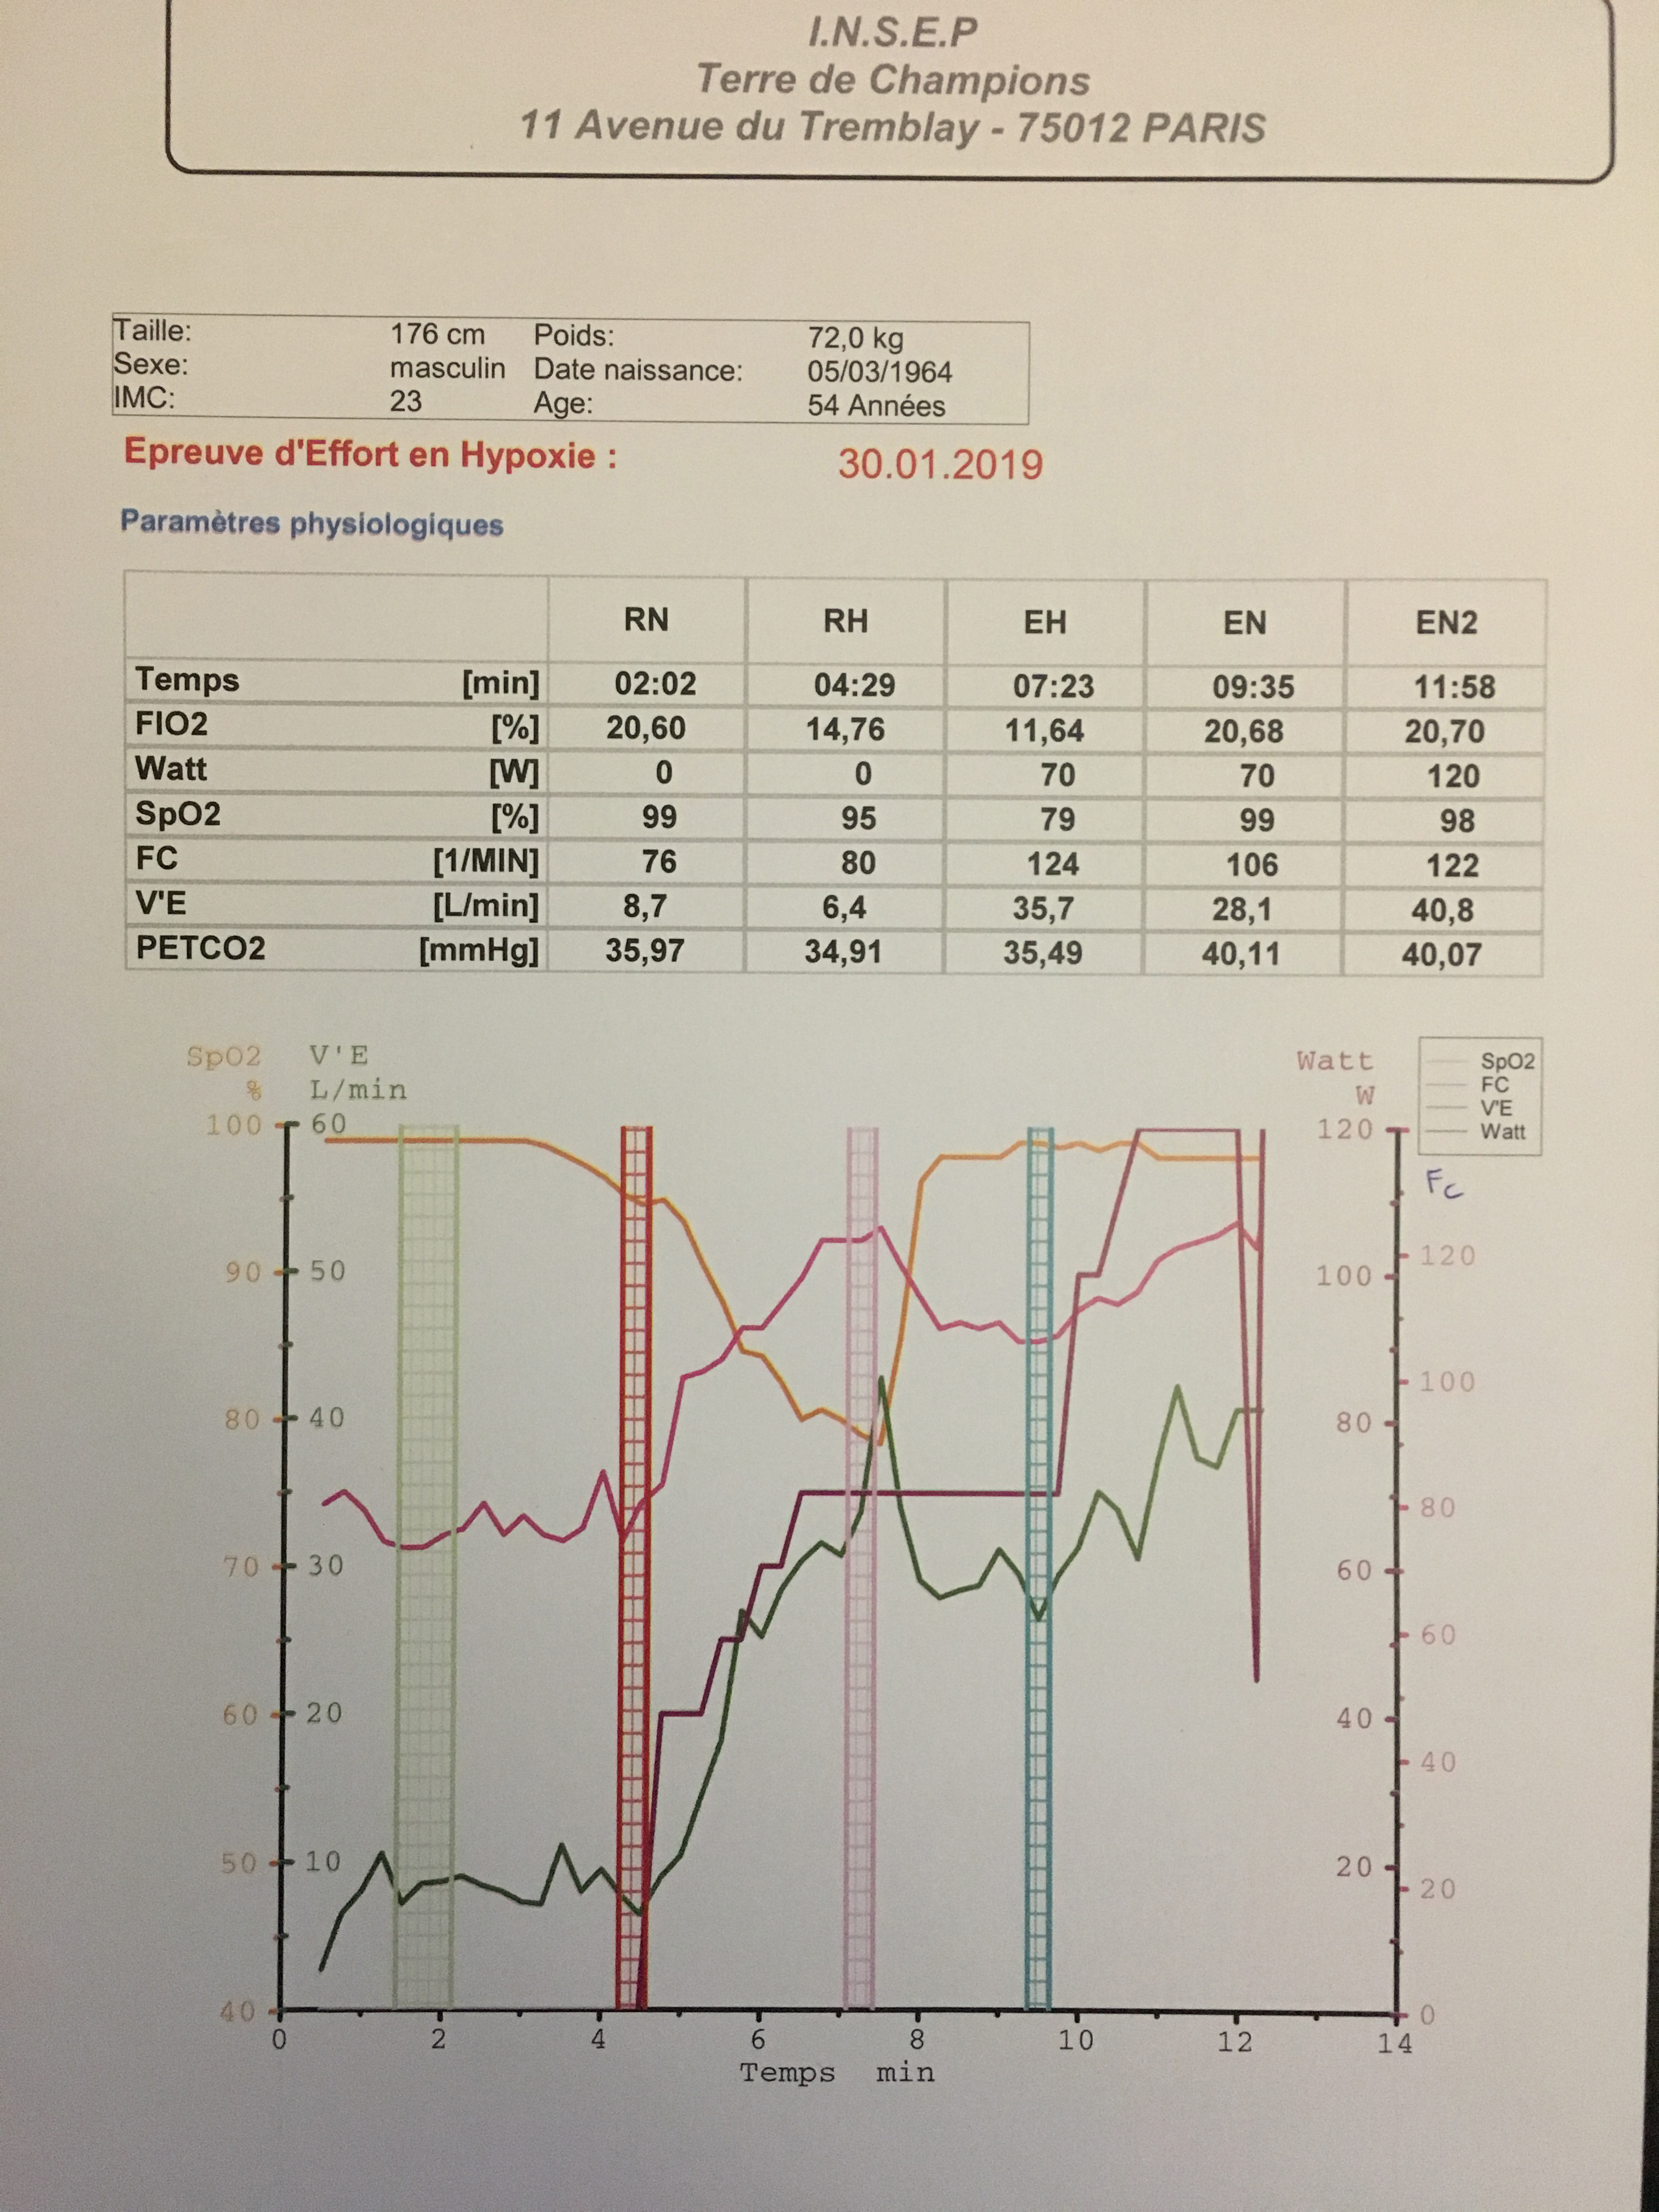 I.N.S.E.P
Terre de Champions
11 Avenue du Tremblay - 75012 PARIS
Taille: 176 cm Poids: 72,0 kg
Sexe: masculin Date naissance: 05/03/1964
IMC: 23 Age: 54 Années
Epreuve d'Effort en Hypoxie : 30.01.2019
Paramètres physiologiques
RN RH EH EN EN2
Temps [min] 02:02 04:29 07:23 09:35 11:58
FIO2 [%] 20,60 14,76 11,64 20,68 20,70
Watt [W] 0 0 70 70 120
SpO2 [%] 99 95 79 99 98
FC [1/MIN] 76 80 124 106 122
V'E [L/min] 8,7 6,4 35,7 28,1 40,8
PETCO2 [mmHg] 35,97 34,91 35,49 40,11 40,07
SpO2 V'E Watt SpO2
% L/min W FC
V'E
100 60 120 Watt
Fc
120
90 50 100
100
80 40 80
80
70 30 60
60
60 20 40
40
50 10 20
20
40 0
0 2 4 6 8 10 12 14
Temps min